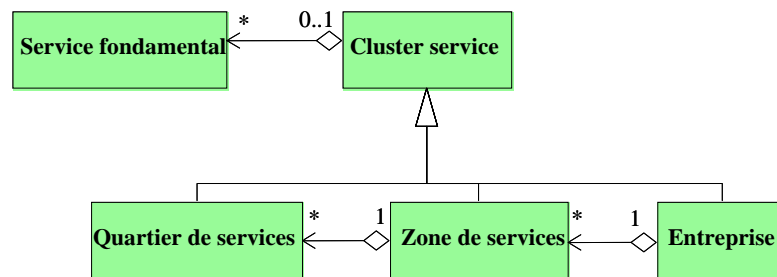 * 0..1
Service fondamental Cluster service
* 1 * 1
Quartier de services Zone de services Entreprise